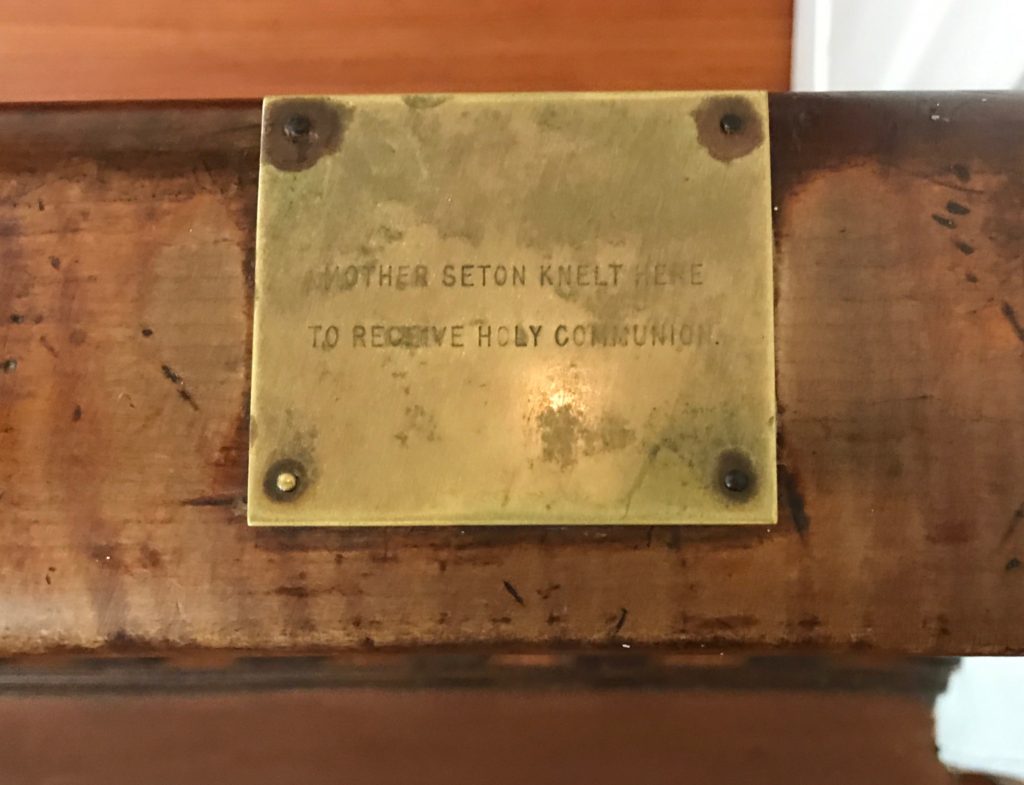 MOTHER SETON KNELT HERE
TO RECEIVE HOLY COMMUNION.